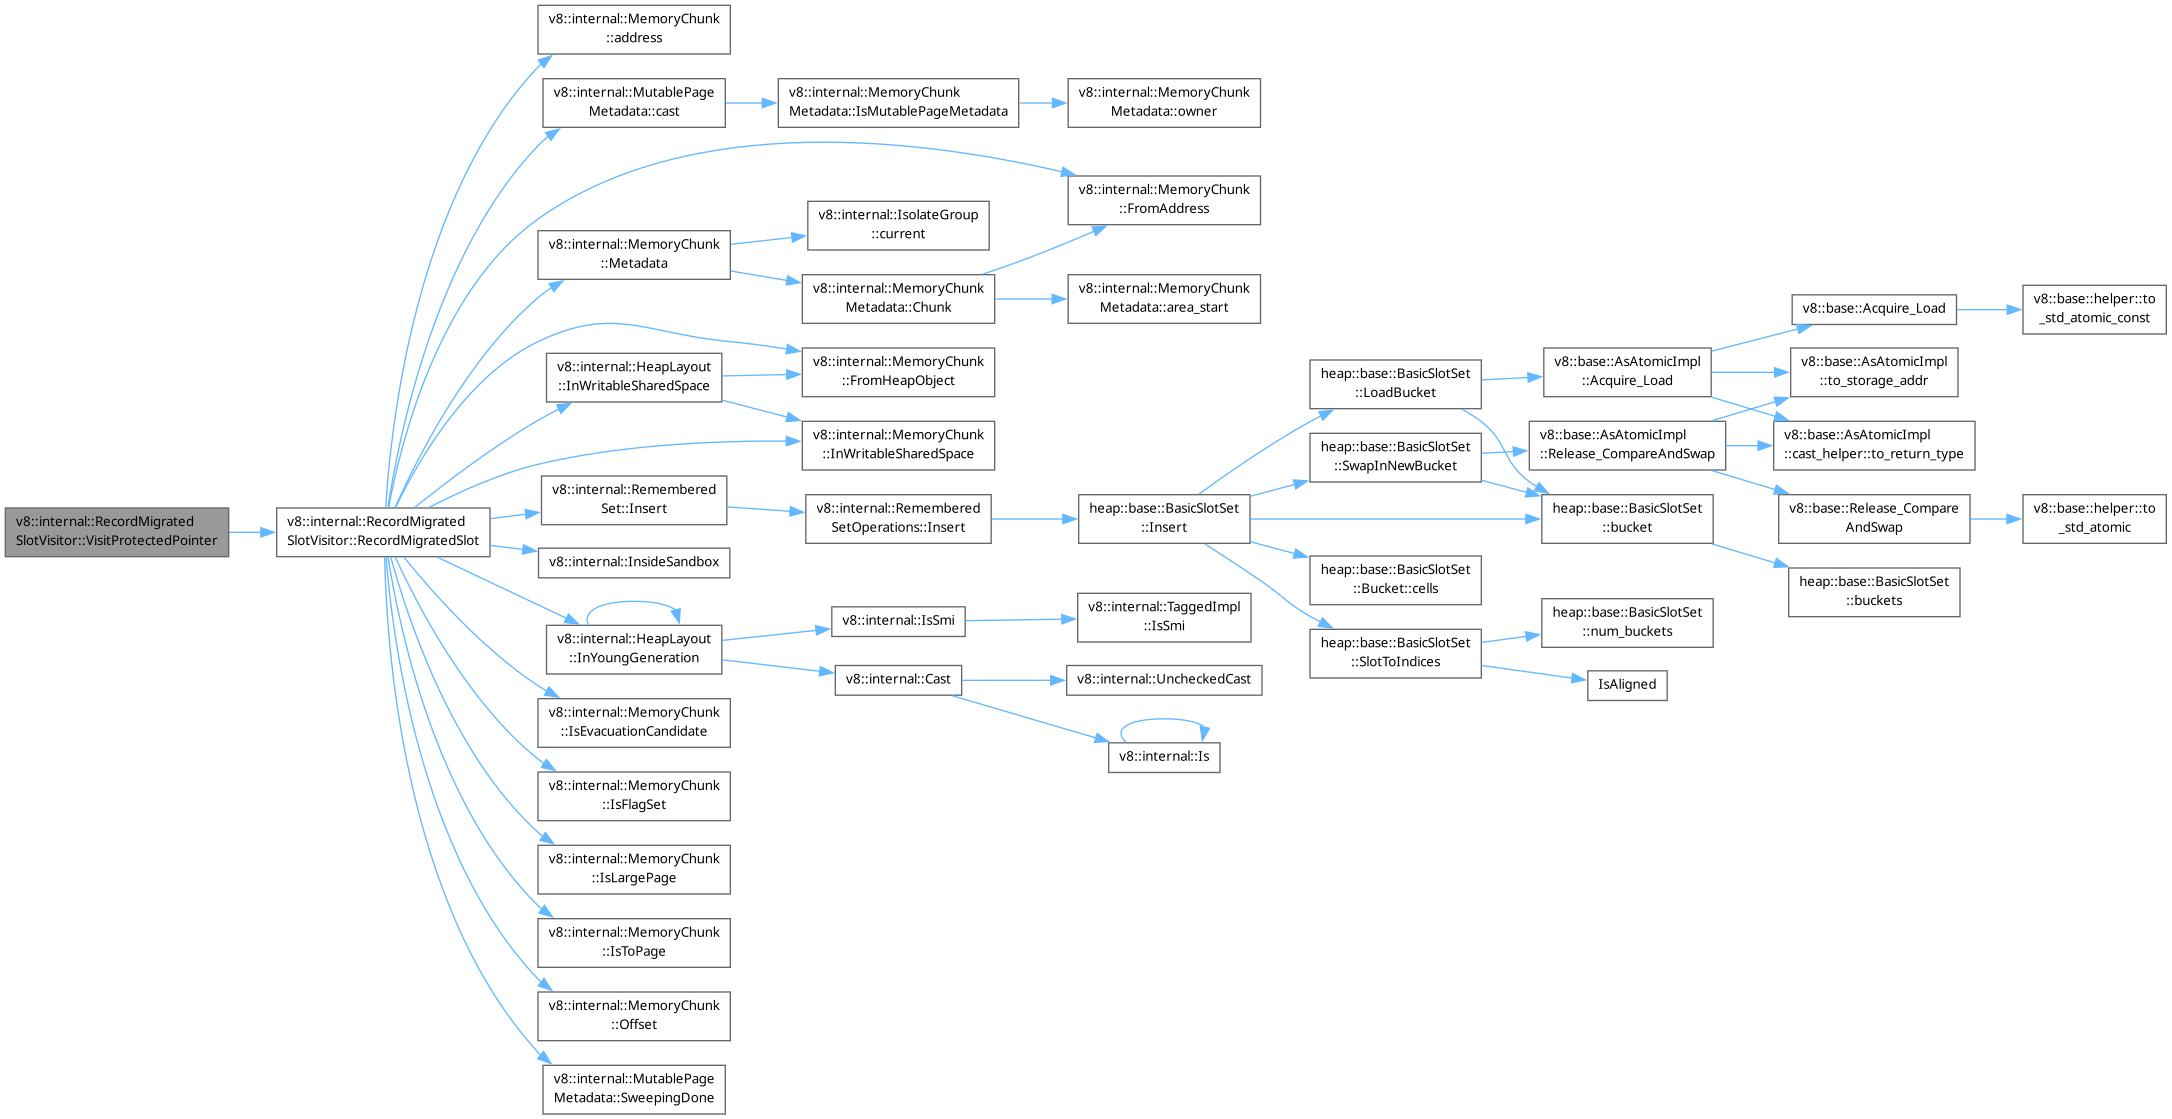 v8::internal::RecordMigrated
SlotVisitor::VisitProtectedPointer
v8::internal::RecordMigrated
SlotVisitor::RecordMigratedSlot
v8::internal::MemoryChunk
::address
v8::internal::MutablePage
Metadata::cast
v8::internal::MemoryChunk
Metadata::IsMutablePageMetadata
v8::internal::MemoryChunk
Metadata::owner
v8::internal::MemoryChunk
::FromAddress
v8::internal::MemoryChunk
::Metadata
v8::internal::IsolateGroup
::current
v8::internal::MemoryChunk
Metadata::Chunk
v8::internal::MemoryChunk
Metadata::area_start
v8::internal::HeapLayout
::InWritableSharedSpace
v8::internal::MemoryChunk
::FromHeapObject
v8::internal::MemoryChunk
::InWritableSharedSpace
v8::internal::Remembered
Set::Insert
v8::internal::Remembered
SetOperations::Insert
heap::base::BasicSlotSet
::Insert
heap::base::BasicSlotSet
::LoadBucket
v8::base::AsAtomicImpl
::Acquire_Load
v8::base::Acquire_Load
v8::base::helper::to
_std_atomic_const
v8::base::AsAtomicImpl
::to_storage_addr
v8::base::AsAtomicImpl
::cast_helper::to_return_type
heap::base::BasicSlotSet
::SwapInNewBucket
v8::base::AsAtomicImpl
::Release_CompareAndSwap
v8::base::Release_Compare
AndSwap
v8::base::helper::to
_std_atomic
heap::base::BasicSlotSet
::bucket
heap::base::BasicSlotSet
::buckets
heap::base::BasicSlotSet
::Bucket::cells
heap::base::BasicSlotSet
::SlotToIndices
heap::base::BasicSlotSet
::num_buckets
IsAligned
v8::internal::InsideSandbox
v8::internal::HeapLayout
::InYoungGeneration
v8::internal::IsSmi
v8::internal::TaggedImpl
::IsSmi
v8::internal::Cast
v8::internal::UncheckedCast
v8::internal::Is
v8::internal::MemoryChunk
::IsEvacuationCandidate
v8::internal::MemoryChunk
::IsFlagSet
v8::internal::MemoryChunk
::IsLargePage
v8::internal::MemoryChunk
::IsToPage
v8::internal::MemoryChunk
::Offset
v8::internal::MutablePage
Metadata::SweepingDone